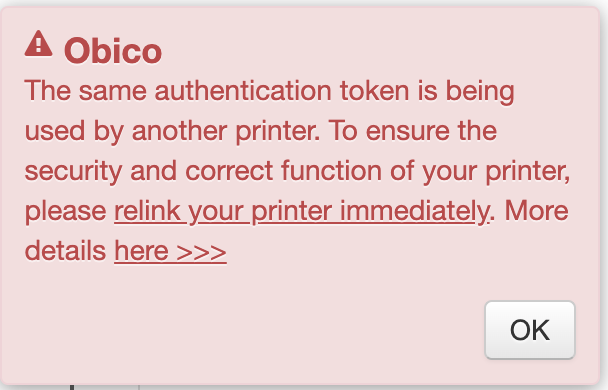 Obico
The same authentication token is being
used by another printer. To ensure the
security and correct function of your printer,
please relink your printer immediately. More
details here >>>
OK